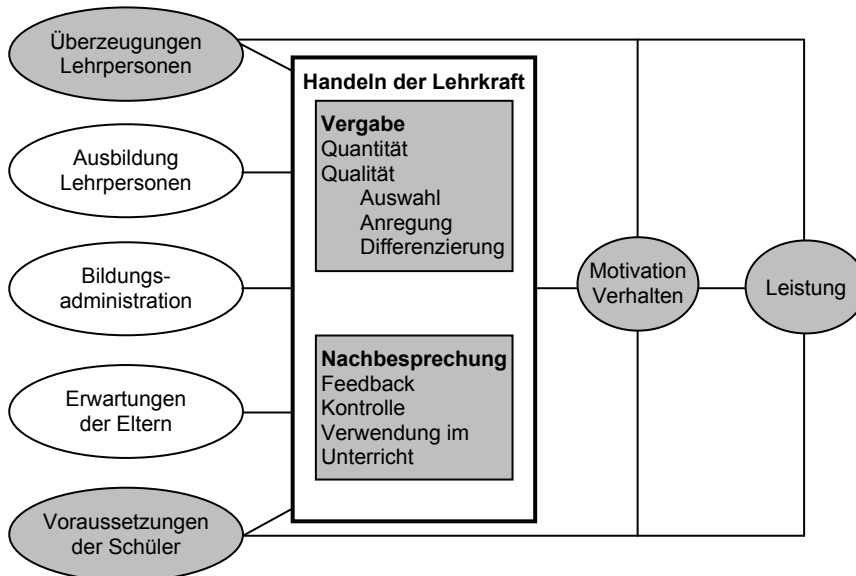 Überzeugungen
Lehrpersonen
Ausbildung
Lehrpersonen
Bildungs-
administration
Erwartungen
der Eltern
Voraussetzungen
der Schüler
Handeln der Lehrkraft
Vergabe
Quantität
Qualität
Auswahl
Anregung
Differenzierung
Nachbesprechung
Feedback
Kontrolle
Verwendung im
Unterricht
Motivation
Verhalten
Leistung